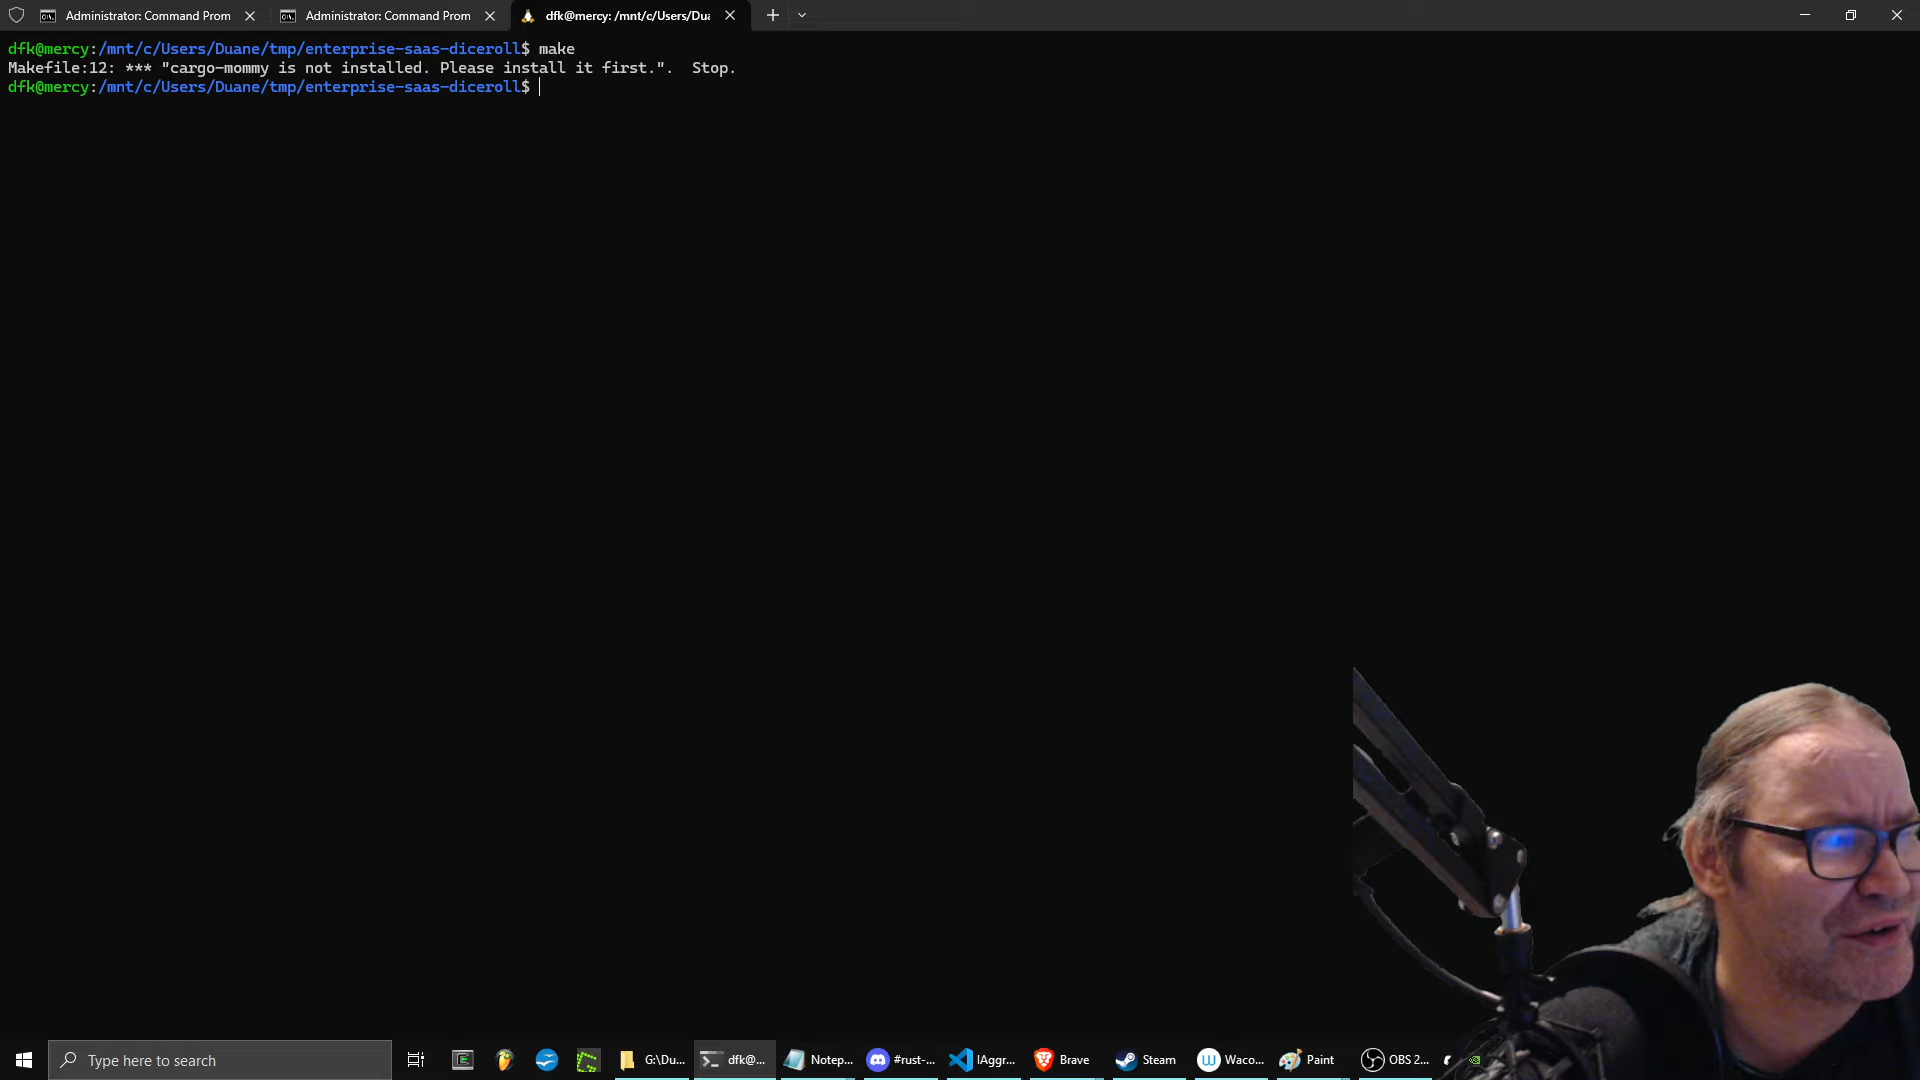 Administrator: Command Prom
Administrator: Command Prom
dfk@mercy: /mnt/c/Users/Dua
dfk@mercy:/mnt/c/Users/Duane/tmp/enterprise-saas-diceroll$ make
Makefile:12: *** "cargo-mommy is not installed. Please install it first.".  Stop.
dfk@mercy:/mnt/c/Users/Duane/tmp/enterprise-saas-diceroll$
Type here to search
G:\Du...
dfk@...
Notep...
#rust-...
IAggr...
Brave
Steam
Waco...
Paint
OBS 2...